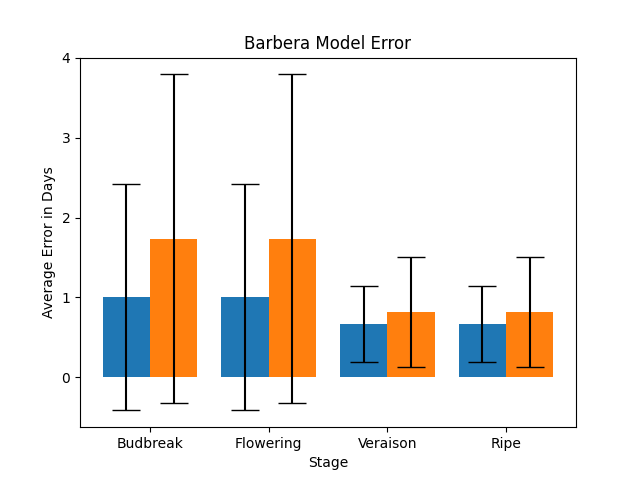 Barbera Model Error
4
3
2
1
0
Average Error in Days
Budbreak Flowering Veraison Ripe
Stage